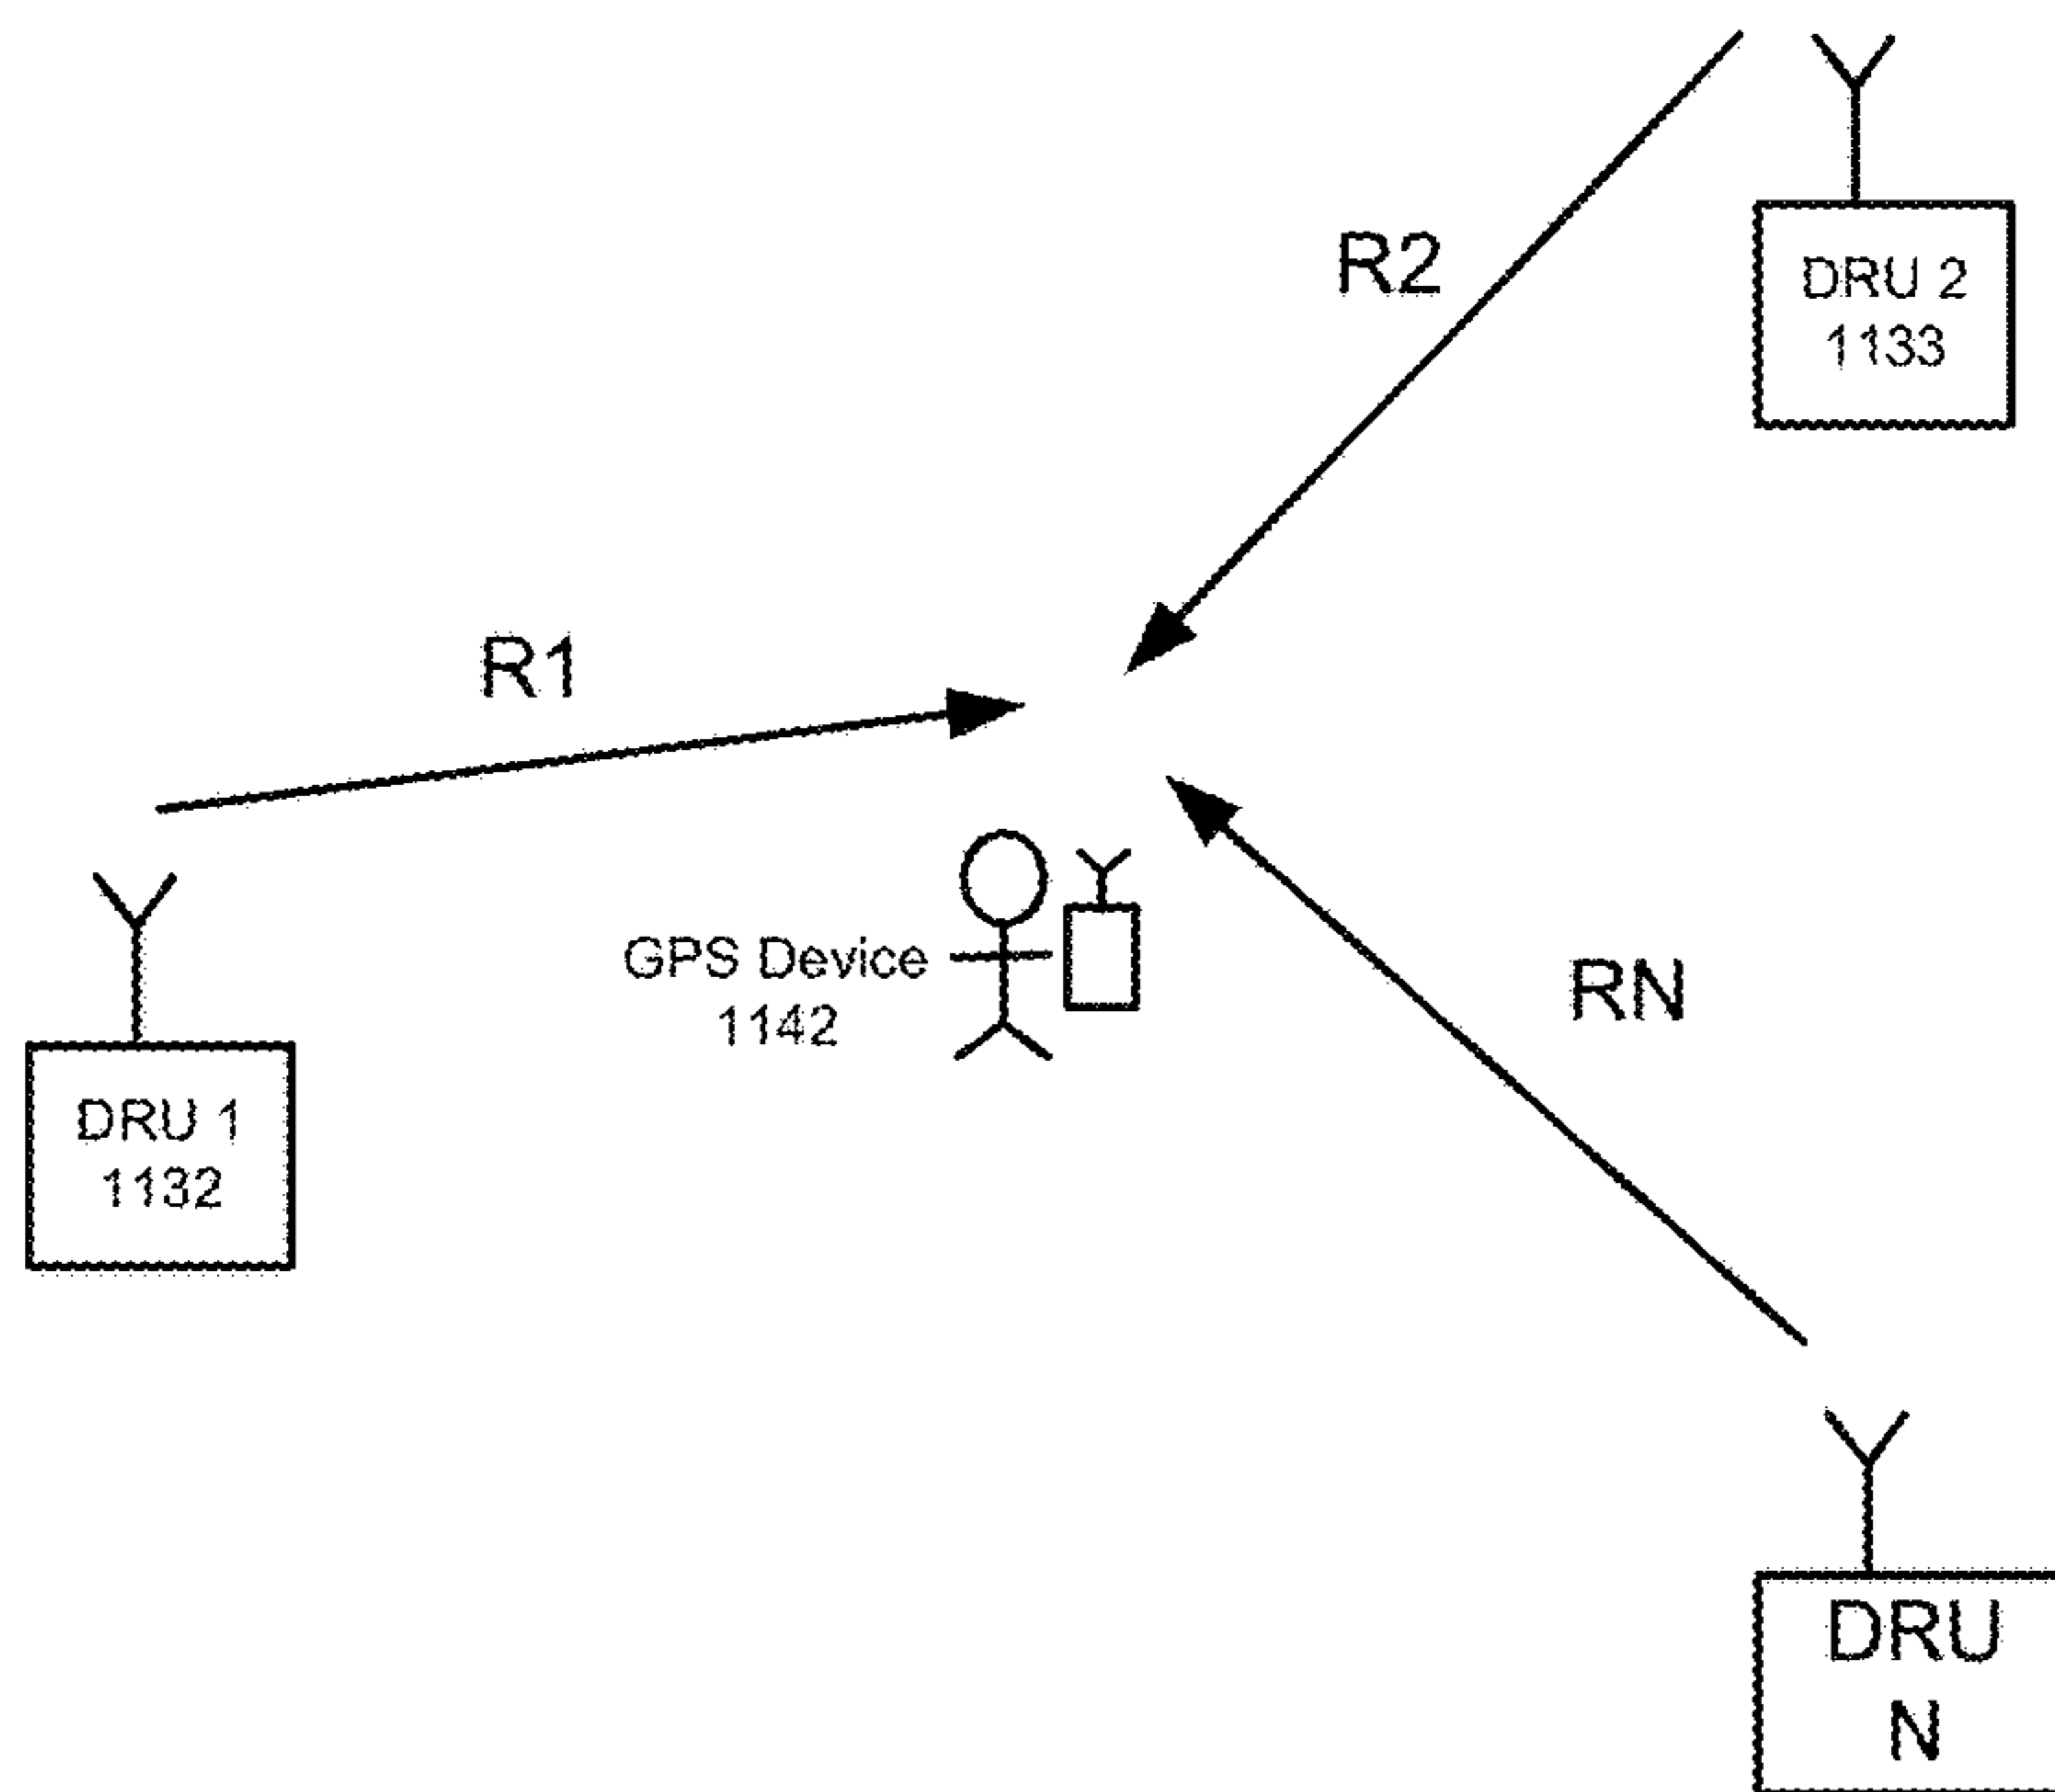 R2
DRU 2
1133
R1
GPS Device
1142
RN
DRU 1
1132
DRU
N